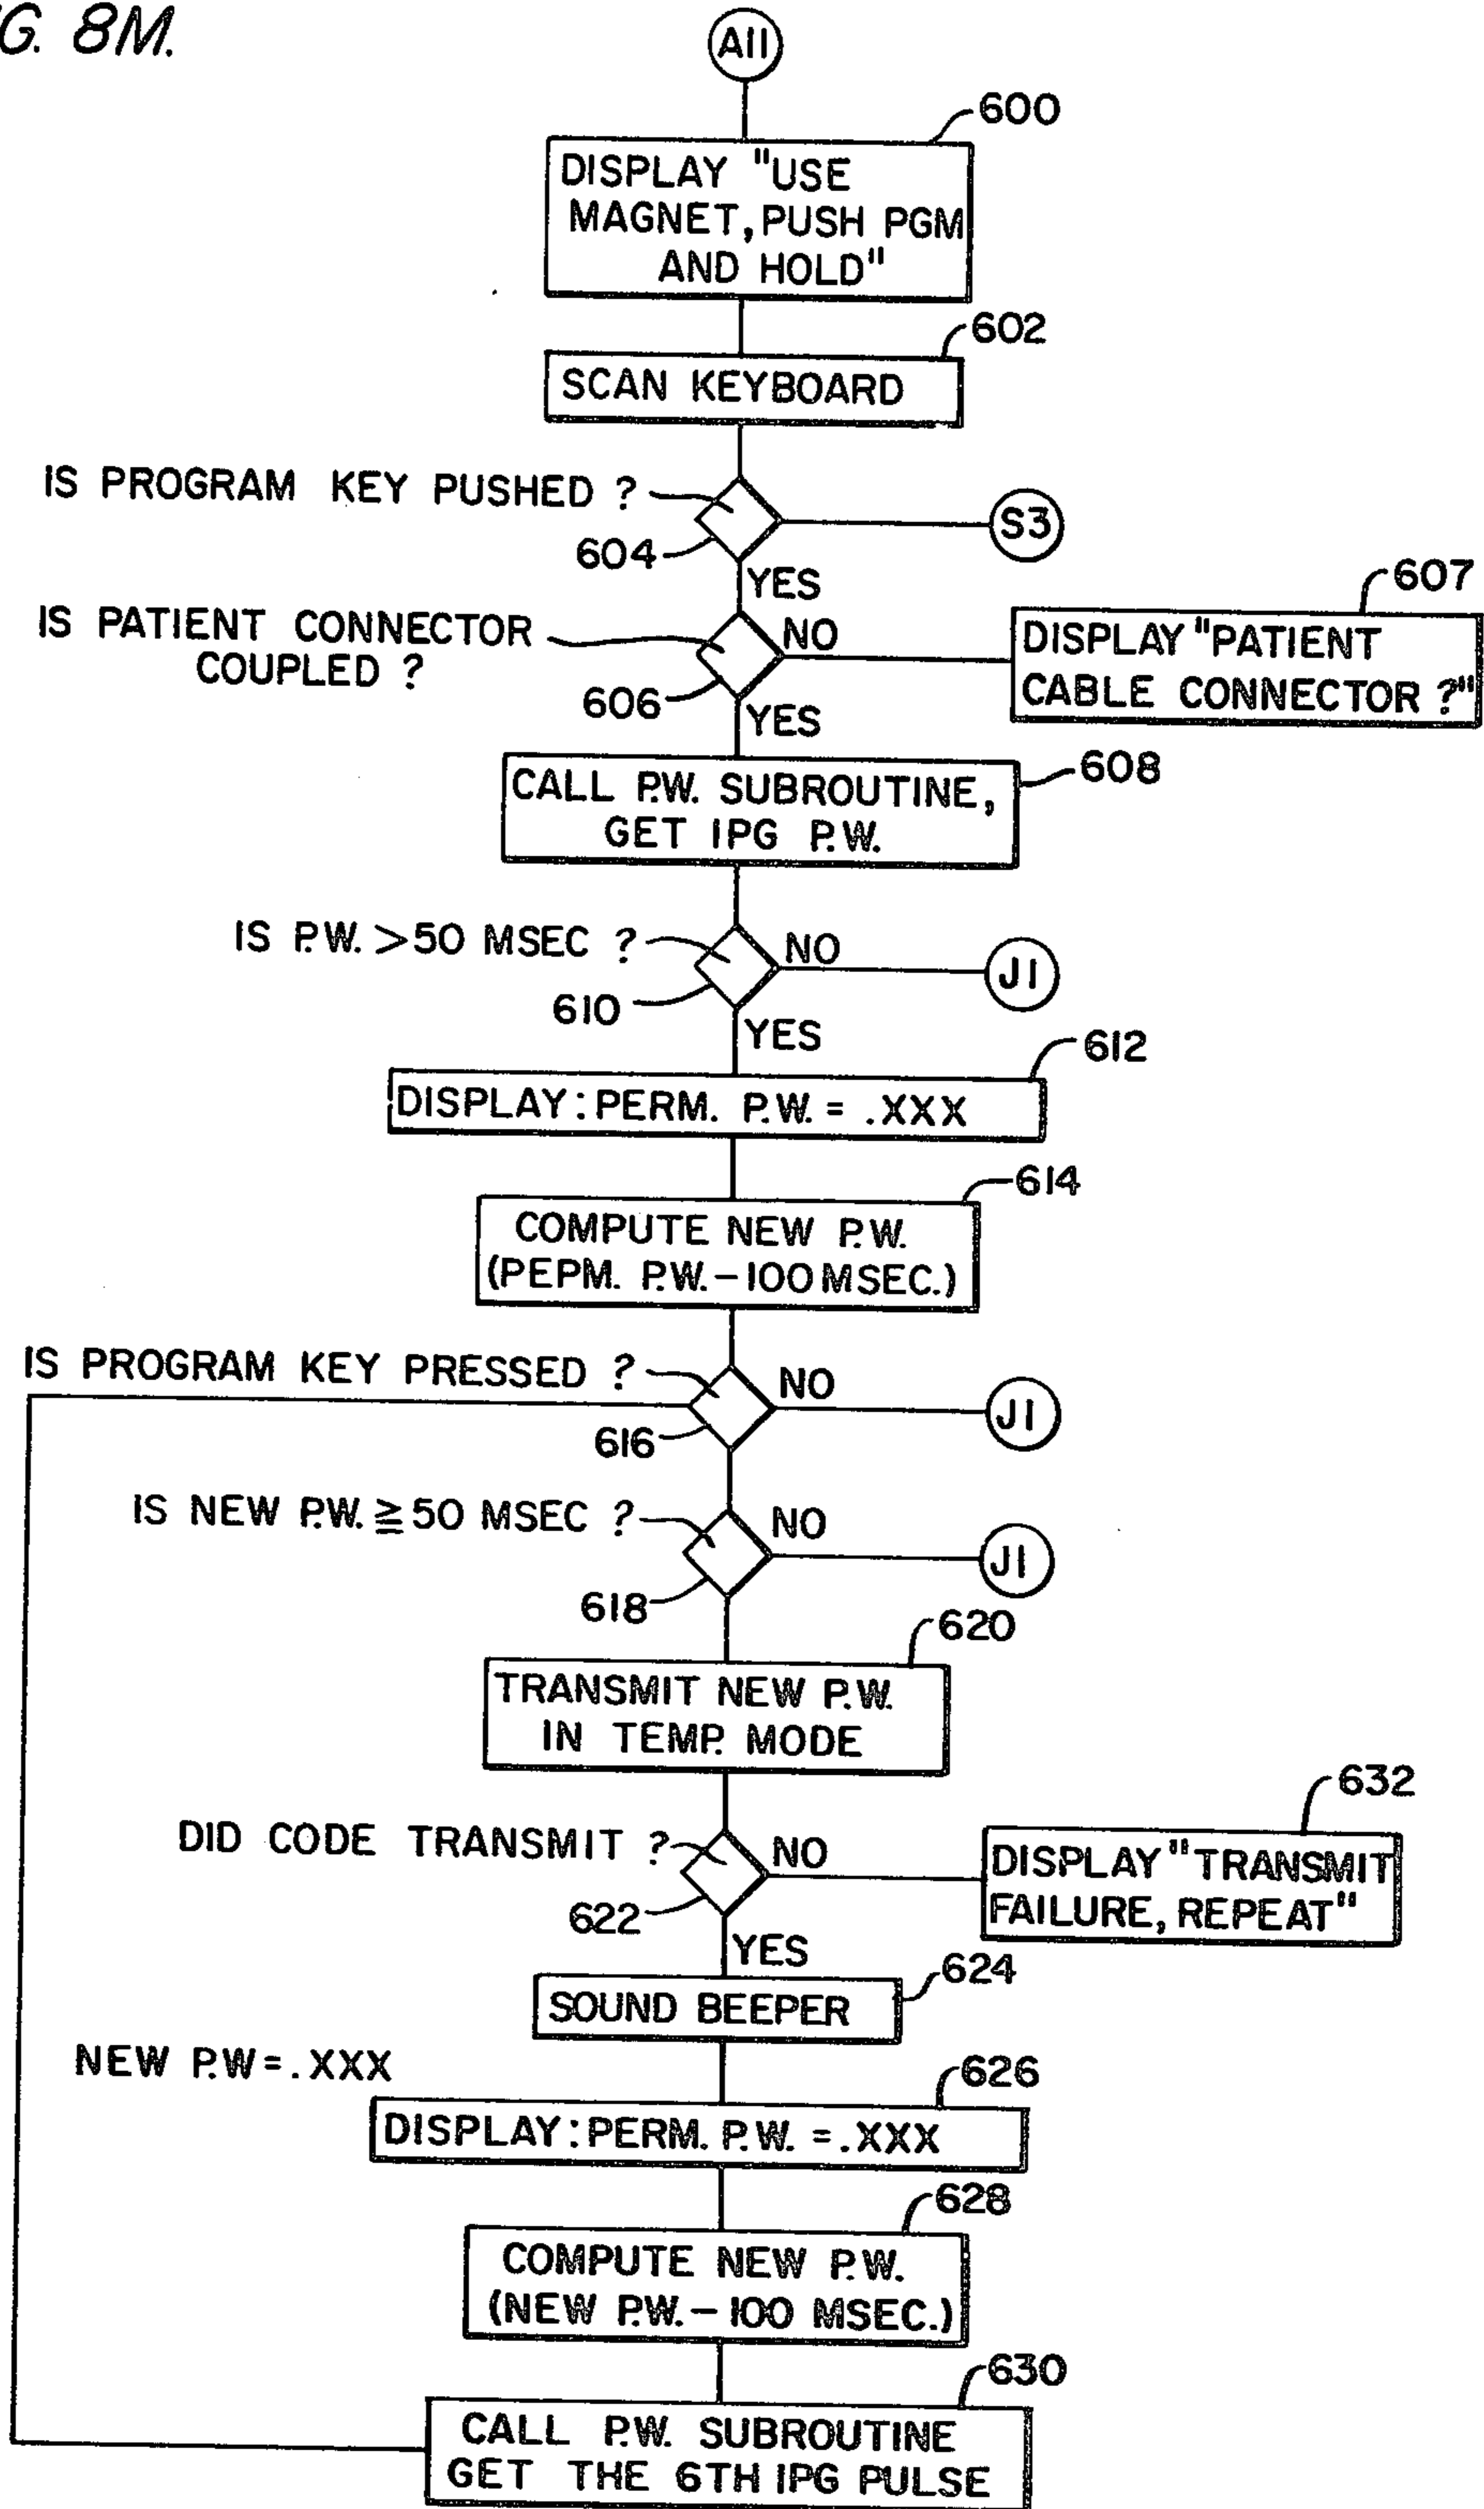 G. 8M.
A11
600
DISPLAY "USE
MAGNET, PUSH PGM
AND HOLD"
602
SCAN KEYBOARD
IS PROGRAM KEY PUSHED ?
604
S3
YES
IS PATIENT CONNECTOR
COUPLED ?
606
NO
607
DISPLAY "PATIENT
CABLE CONNECTOR ?"
YES
608
CALL P.W. SUBROUTINE,
GET IPG P.W.
IS P.W. >50 MSEC ?
610
NO
J1
YES
612
DISPLAY: PERM. P.W. = .XXX
614
COMPUTE NEW P.W.
(PEPM. P.W. – 100 MSEC.)
IS PROGRAM KEY PRESSED ?
616
NO
J1
IS NEW P.W. ≧ 50 MSEC ?
618
NO
J1
620
TRANSMIT NEW P.W.
IN TEMP. MODE
DID CODE TRANSMIT ?
622
NO
632
DISPLAY "TRANSMIT
FAILURE, REPEAT"
YES
624
SOUND BEEPER
NEW P.W = . XXX
626
DISPLAY: PERM. P.W. = .XXX
628
COMPUTE NEW P.W.
(NEW P.W. – 100 MSEC.)
630
CALL P.W. SUBROUTINE
GET THE 6TH IPG PULSE